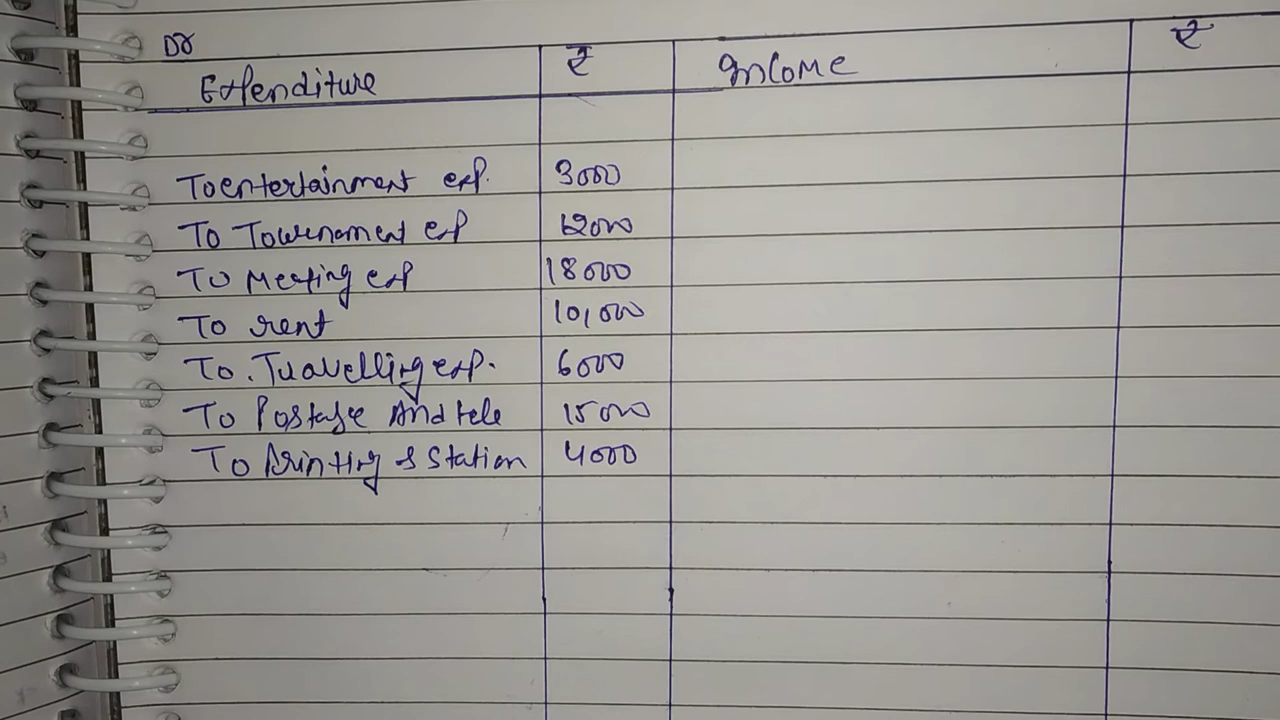 Dr
Expenditure ₹ Income ₹
To entertainment exp. 3000
To Tournament exp 12000
To Meeting exp 18000
To rent 10,000
To. Travelling exp. 6000
To Postage And tele 15000
To Printing & Station 4000